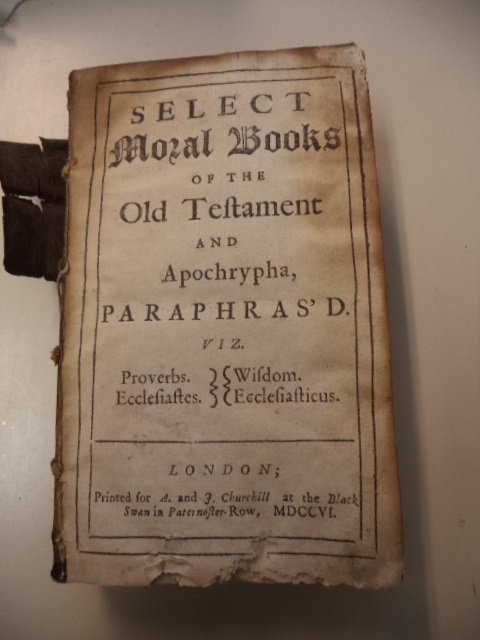 SELECT
Moral Books
OF THE
Old Teſtament
AND
Apochrypha,
PARAPHRAS'D.
VIZ.
Proverbs. }{ Wiſdom.
Eccleſiaſtes. }{ Eccleſiaſticus.
LONDON;
Printed for A. and J. Churchill at the Black
Swan in Paternoſter-Row, MDCCVI.